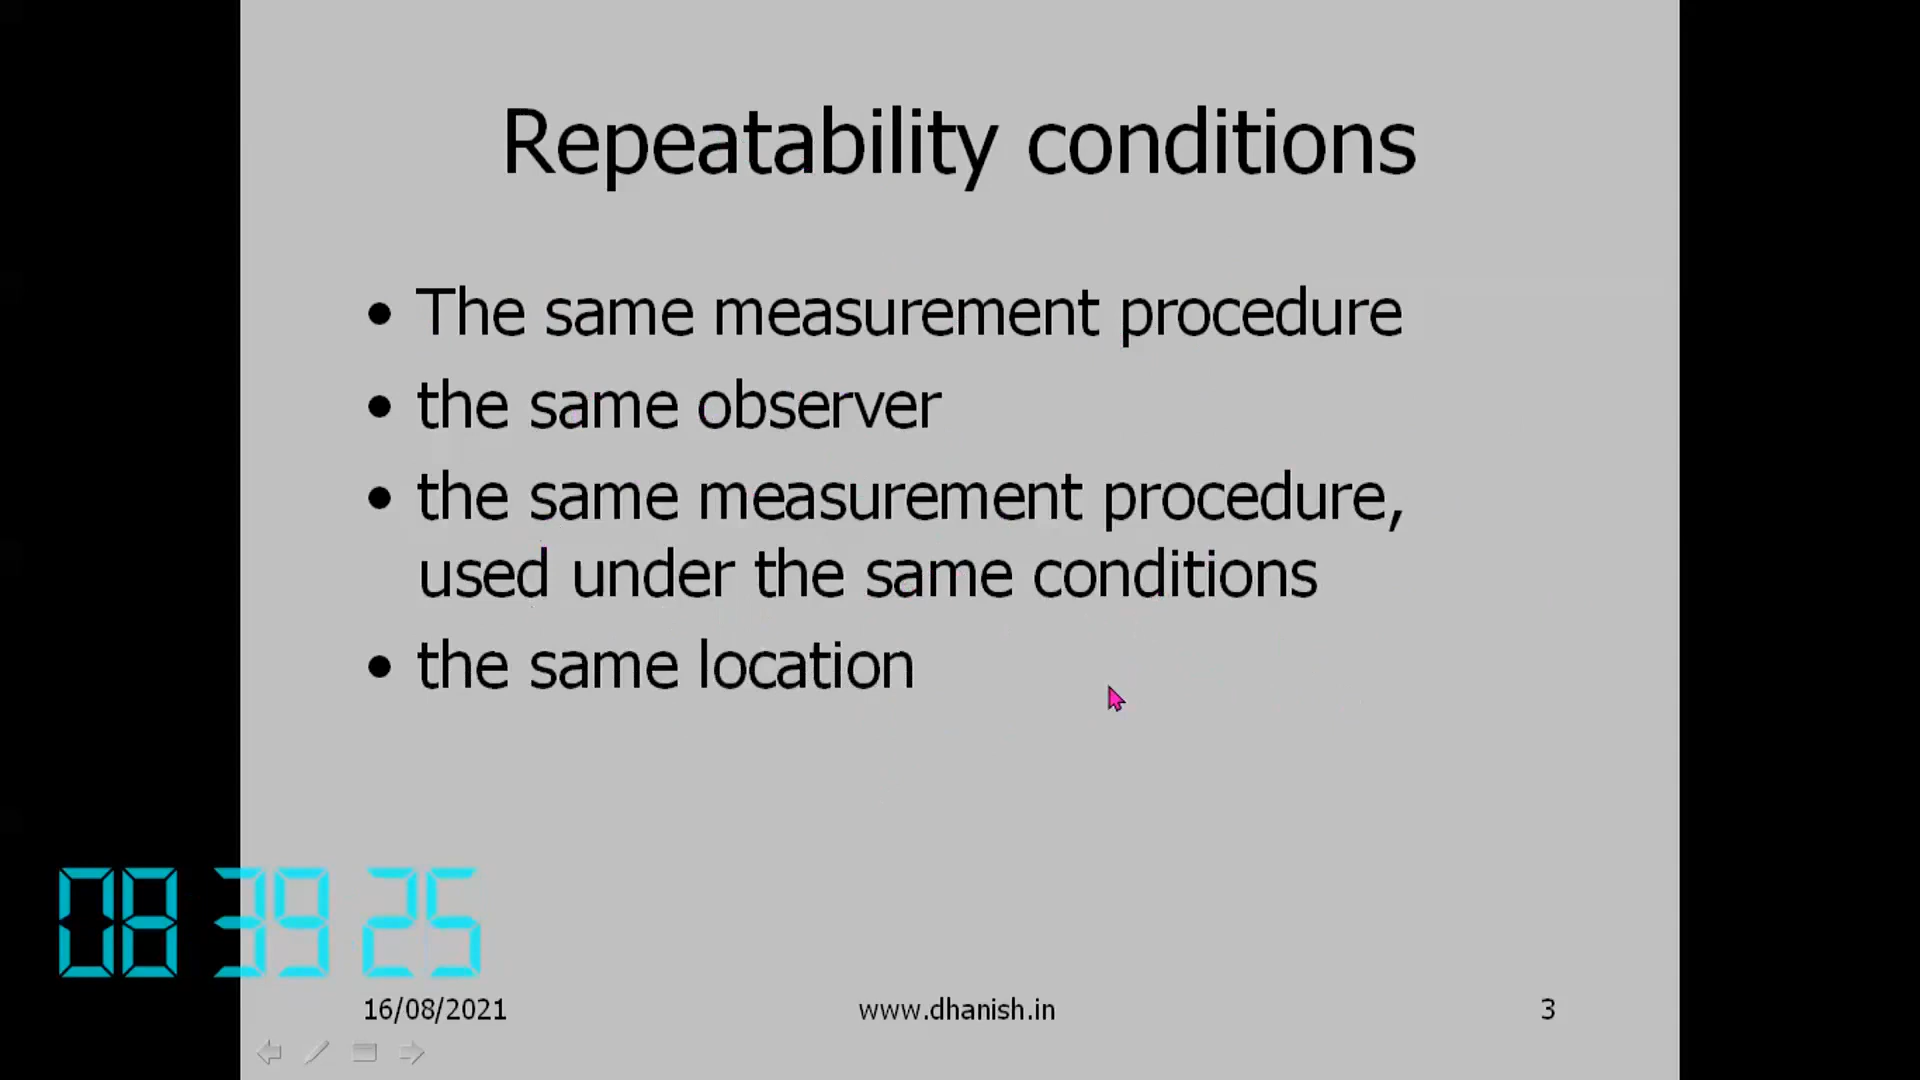 Repeatability conditions
• The same measurement procedure
• the same observer
• the same measurement procedure,
used under the same conditions
• the same location
08 39 25
16/08/2021 www.dhanish.in 3